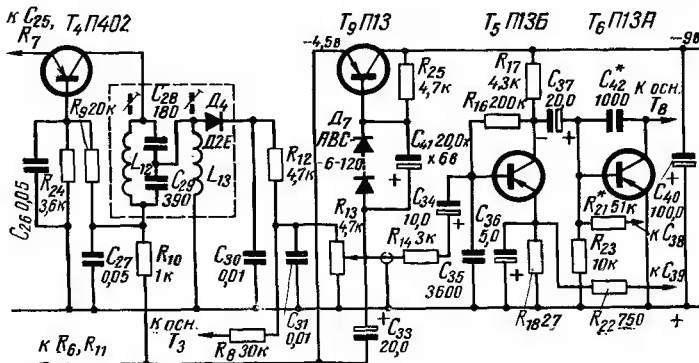 к C25,
R7
T4 П402
R9 20к
C28
180
Д4
Д2Е
L12
C29
390
L13
C26 0,05
R24
3,6к
C27
0,05
R10
1к
C30
0,01
R12
4,7к
R13
4,7к
C31
0,01
к осн.
T3
R8 30к
к R6, R11
T9 П13
−4,5в
R25
4,7к
Д7
АВС-
6-120
C41 20,0х
х 6в
C34
10,0
R14 3к
C33
20,0
T5 П13Б
R17
4,3к
R16 200к
C35
3600
C36
5,0
R18 27
C37
20,0
T6 П13А
−9в
C42*
1000
к осн.
T8
R21* 51к
к C38
R23
10к
C40
100,0
к C39
R22 750